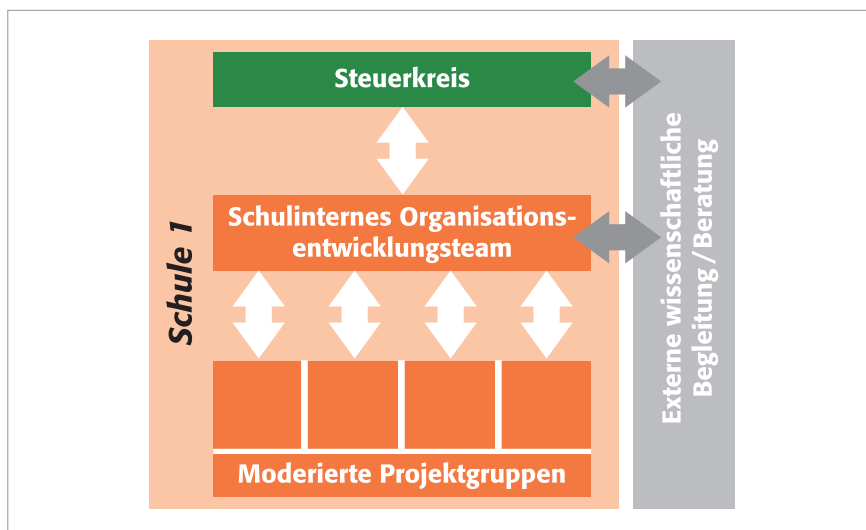 Steuerkreis
Schulinternes Organisations-
entwicklungsteam
Schule 1
Moderierte Projektgruppen
Externe wissenschaftliche
Begleitung / Beratung